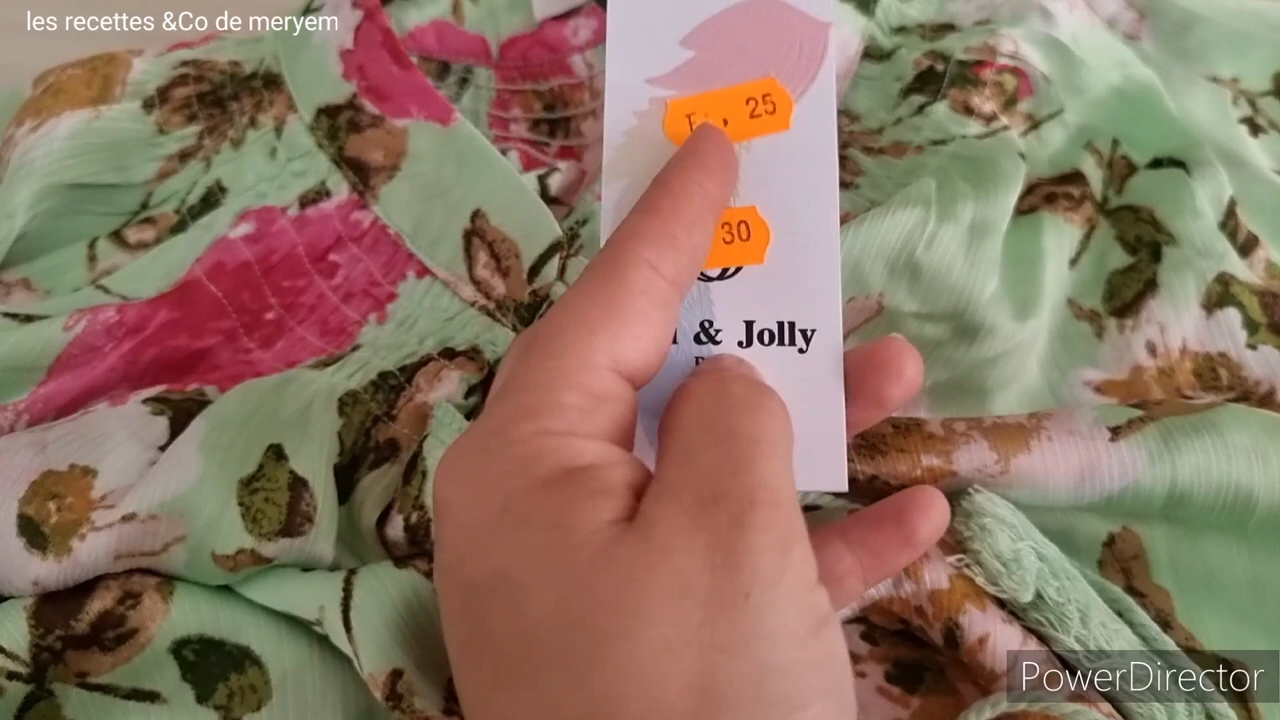 les recettes &Co de meryem
25
30
& Jolly
PowerDirector